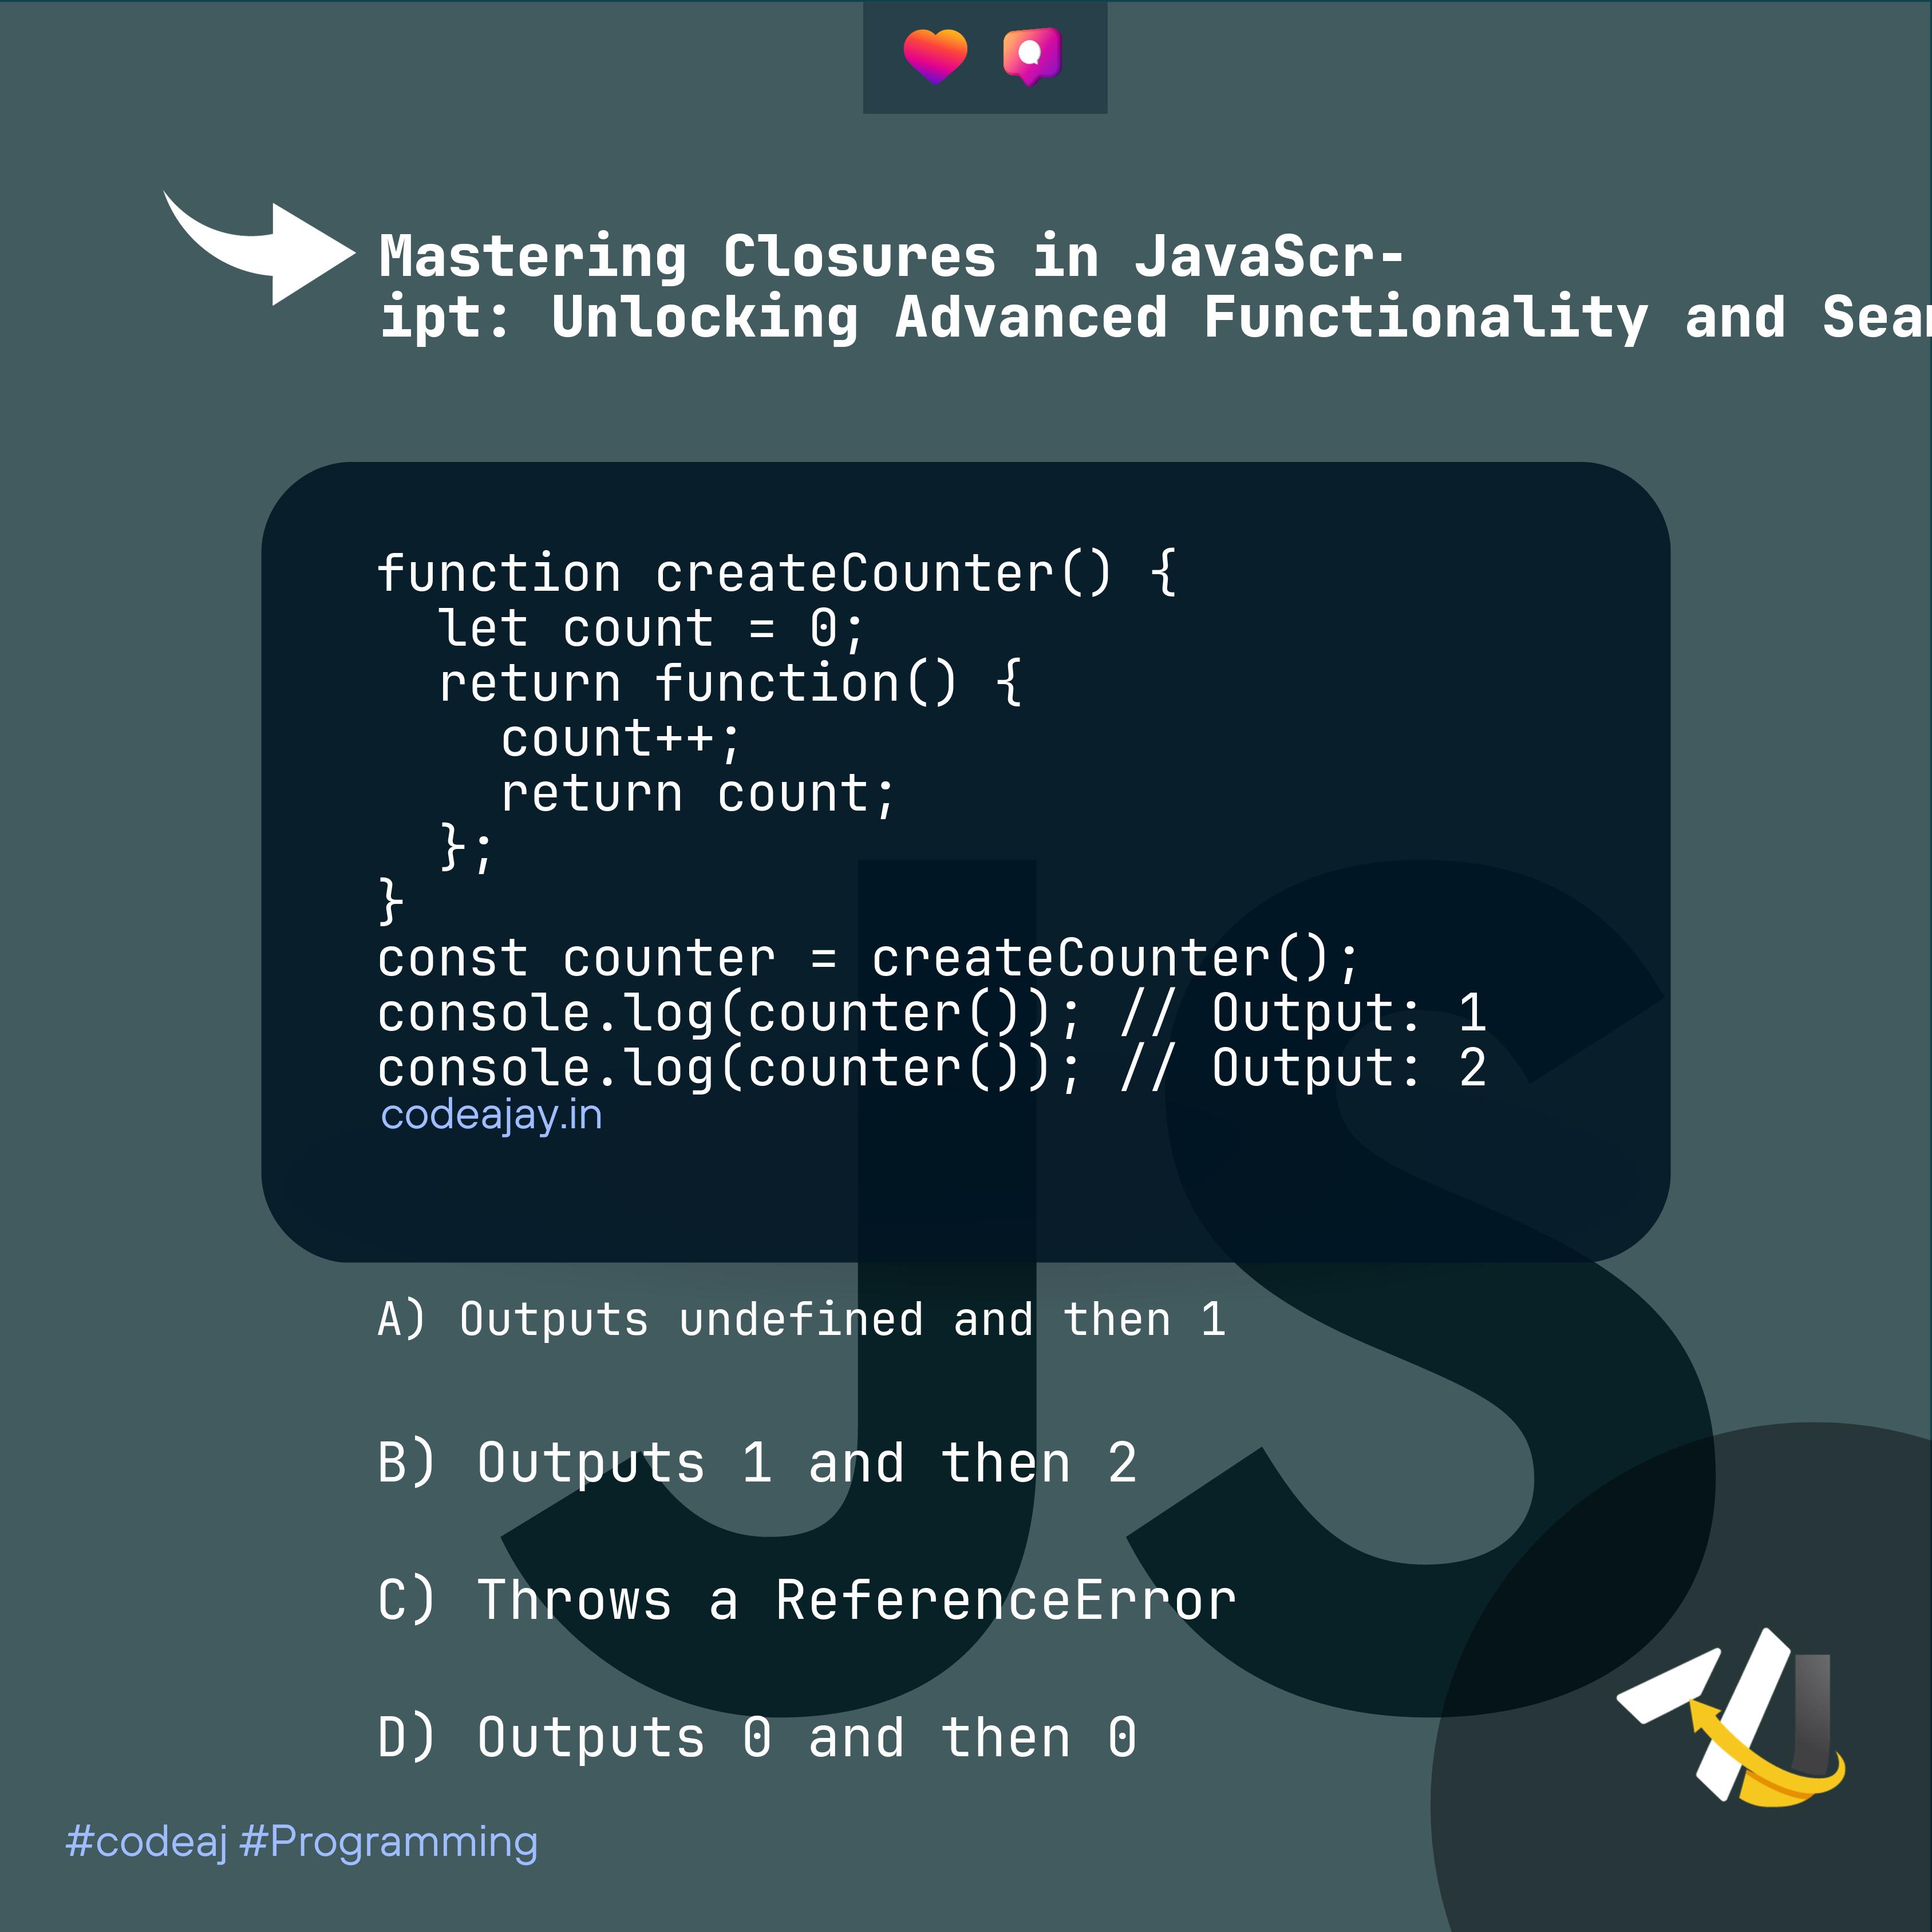 Mastering Closures in JavaScr-
ipt: Unlocking Advanced Functionality and
function createCounter() {
  let count = 0;
  return function() {
    count++;
    return count;
  };
}
const counter = createCounter();
console.log(counter()); // Output: 1
console.log(counter()); // Output: 2
codeajay.in
A) Outputs undefined and then 1
B) Outputs 1 and then 2
C) Throws a ReferenceError
D) Outputs 0 and then 0
#codeaj #Programming
JS